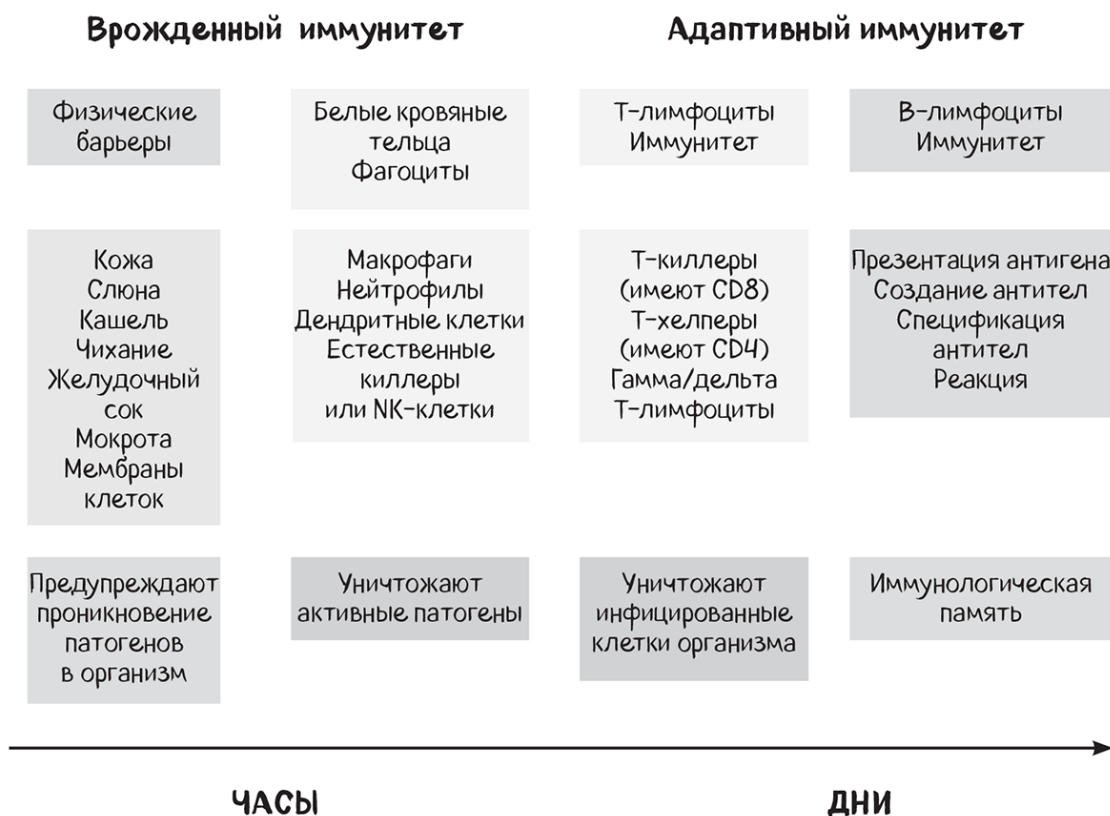 Врожденный иммунитет
Адаптивный иммунитет
Физические
барьеры
Белые кровяные
тельца
Фагоциты
Т-лимфоциты
Иммунитет
В-лимфоциты
Иммунитет
Кожа
Слюна
Кашель
Чихание
Желудочный
сок
Мокрота
Мембраны
клеток
Макрофаги
Нейтрофилы
Дендритные клетки
Естественные
киллеры
или NK-клетки
Т-киллеры
(имеют CD8)
Т-хелперы
(имеют CD4)
Гамма/дельта
Т-лимфоциты
Презентация антигена
Создание антител
Спецификация
антител
Реакция
Предупреждают
проникновение
патогенов
в организм
Уничтожают
активные патогены
Уничтожают
инфицированные
клетки организма
Иммунологическая
память
ЧАСЫ
ДНИ